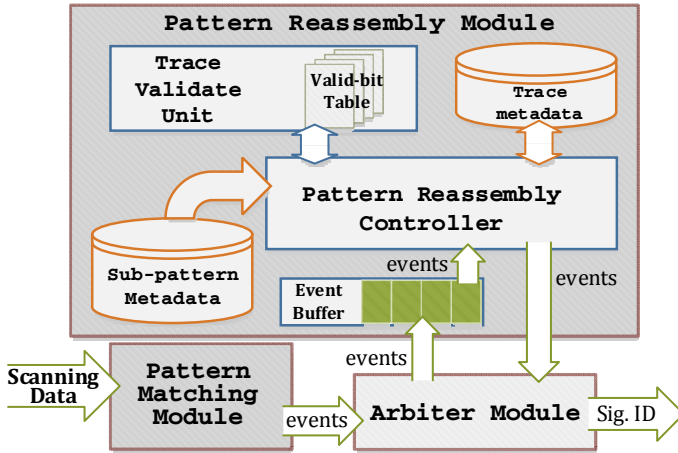 Pattern Reassembly Module
Trace
Validate
Unit
Valid-bit
Table
Trace
metadata
Pattern Reassembly
Controller
Sub-pattern
Metadata
events
events
Event
Buffer
events
Scanning
Data
Pattern
Matching
Module
events
Arbiter Module
Sig. ID